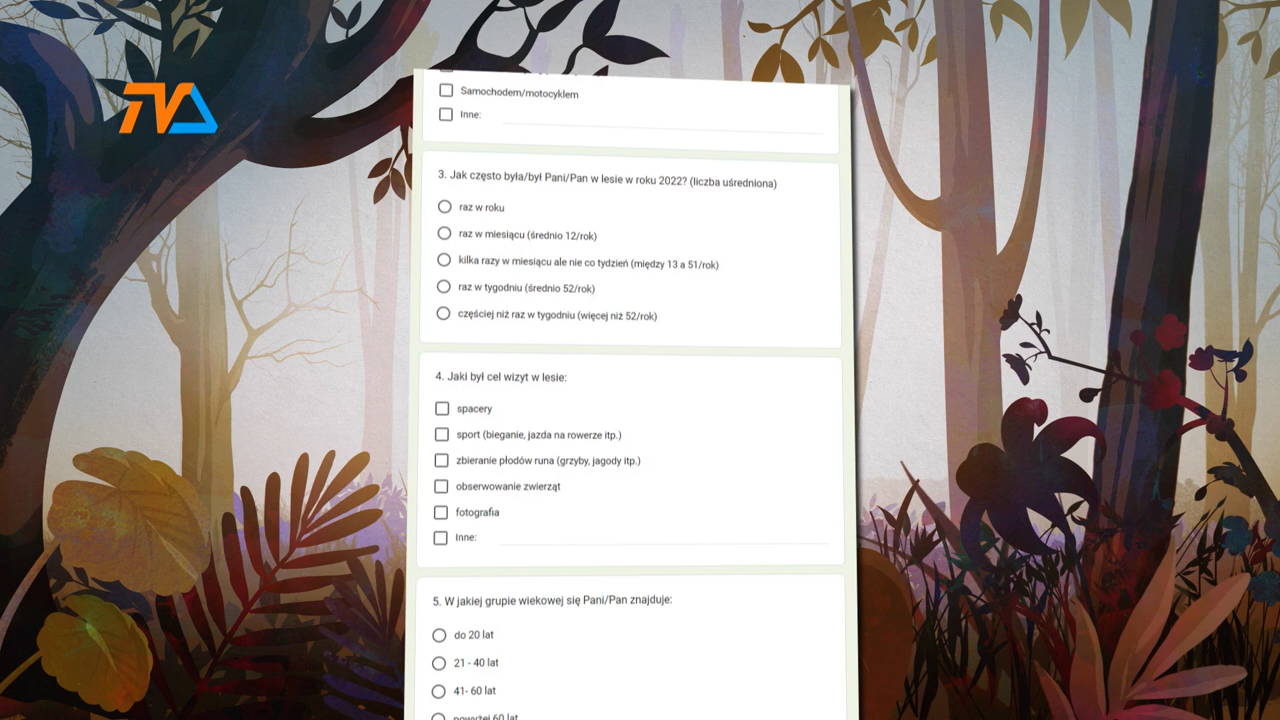 TVA
Samochodem/motocyklem
Inne:
3. Jak często była/był Pani/Pan w lesie w roku 2022? (liczba uśredniona)
raz w roku
raz w miesiącu (średnio 12/rok)
kilka razy w miesiącu ale nie co tydzień (między 13 a 51/rok)
raz w tygodniu (średnio 52/rok)
częściej niż raz w tygodniu (więcej niż 52/rok)
4. Jaki był cel wizyt w lesie:
spacery
sport (bieganie, jazda na rowerze itp.)
zbieranie płodów runa (grzyby, jagody itp.)
obserwowanie zwierząt
fotografia
Inne:
5. W jakiej grupie wiekowej się Pani/Pan znajduje:
do 20 lat
21 - 40 lat
41- 60 lat
powyżej 60 lat